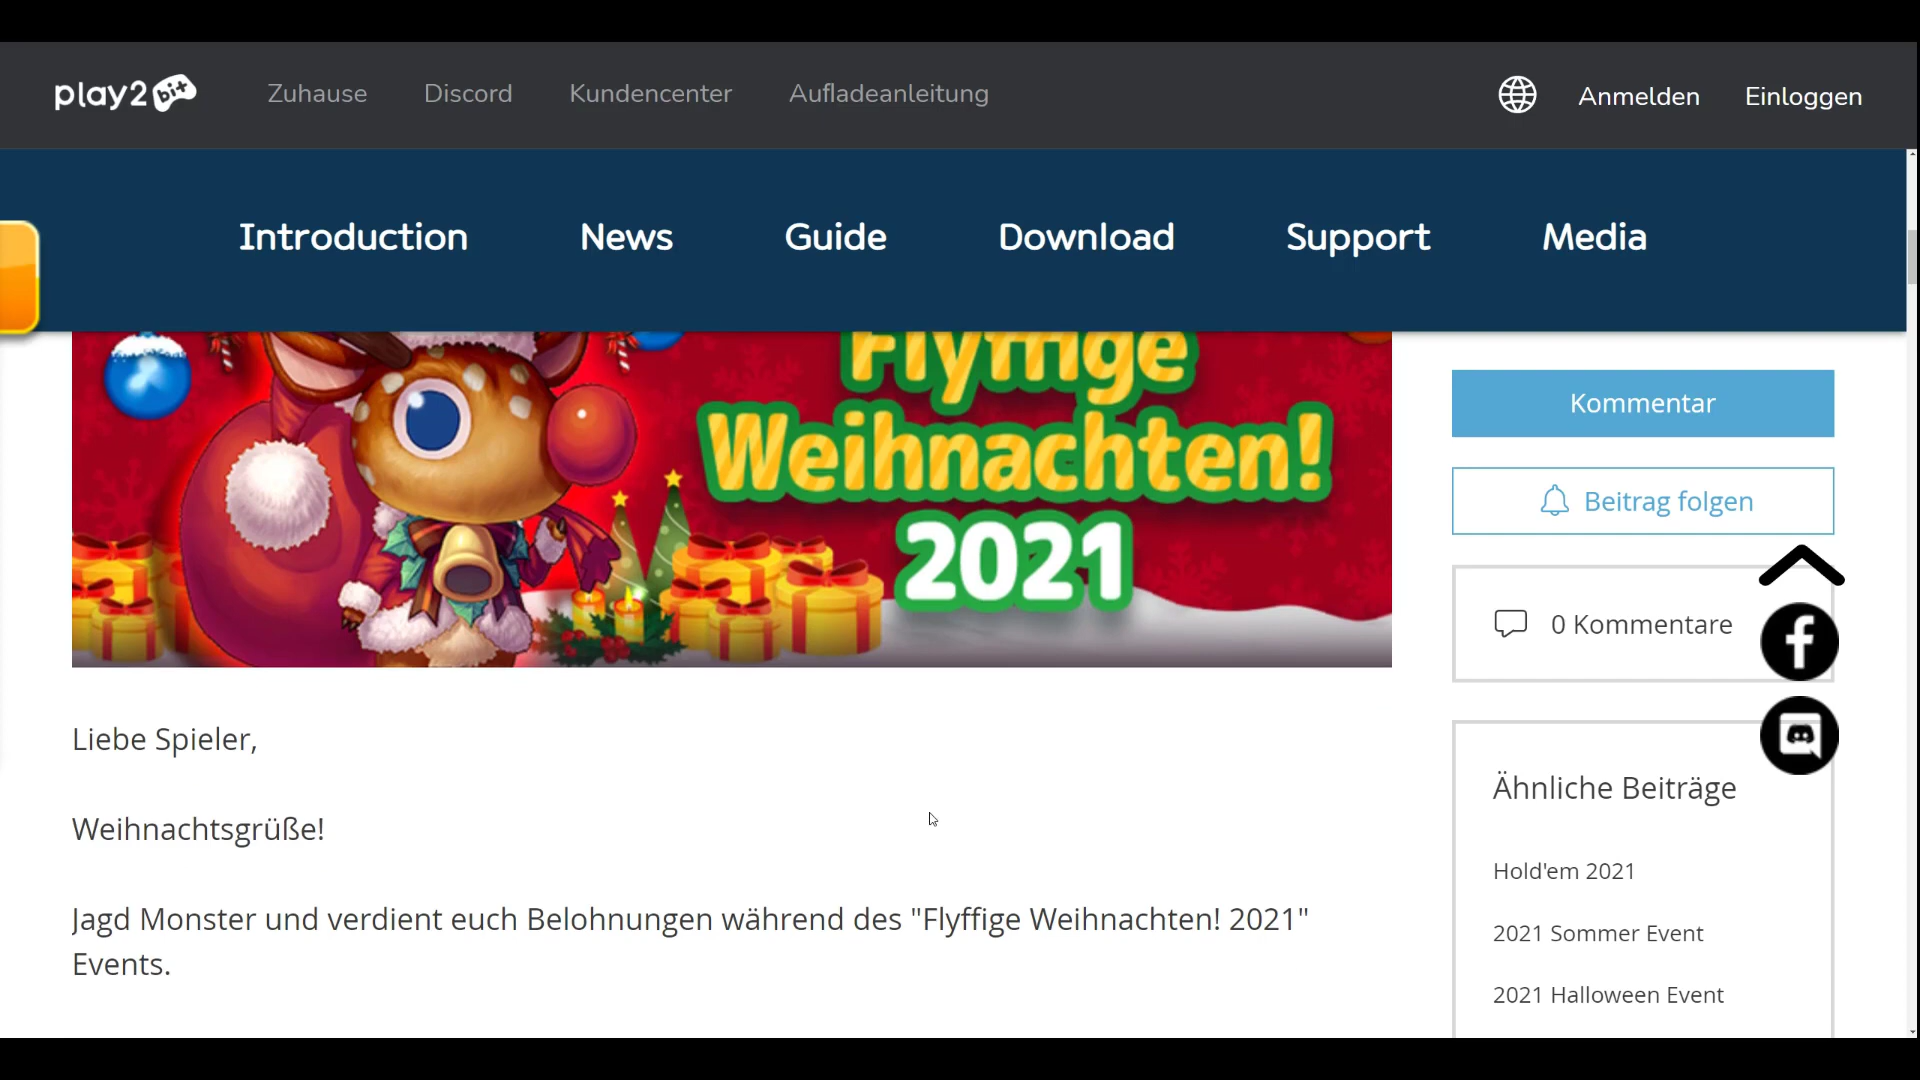 play2bit
Zuhause
Discord
Kundencenter
Aufladeanleitung
Anmelden
Einloggen
Introduction
News
Guide
Download
Support
Media
Flyffige
Weihnachten!
2021
Liebe Spieler,
Weihnachtsgrüße!
Jagd Monster und verdient euch Belohnungen während des "Flyffige Weihnachten! 2021"
Events.
Kommentar
Beitrag folgen
0 Kommentare
Ähnliche Beiträge
Hold'em 2021
2021 Sommer Event
2021 Halloween Event